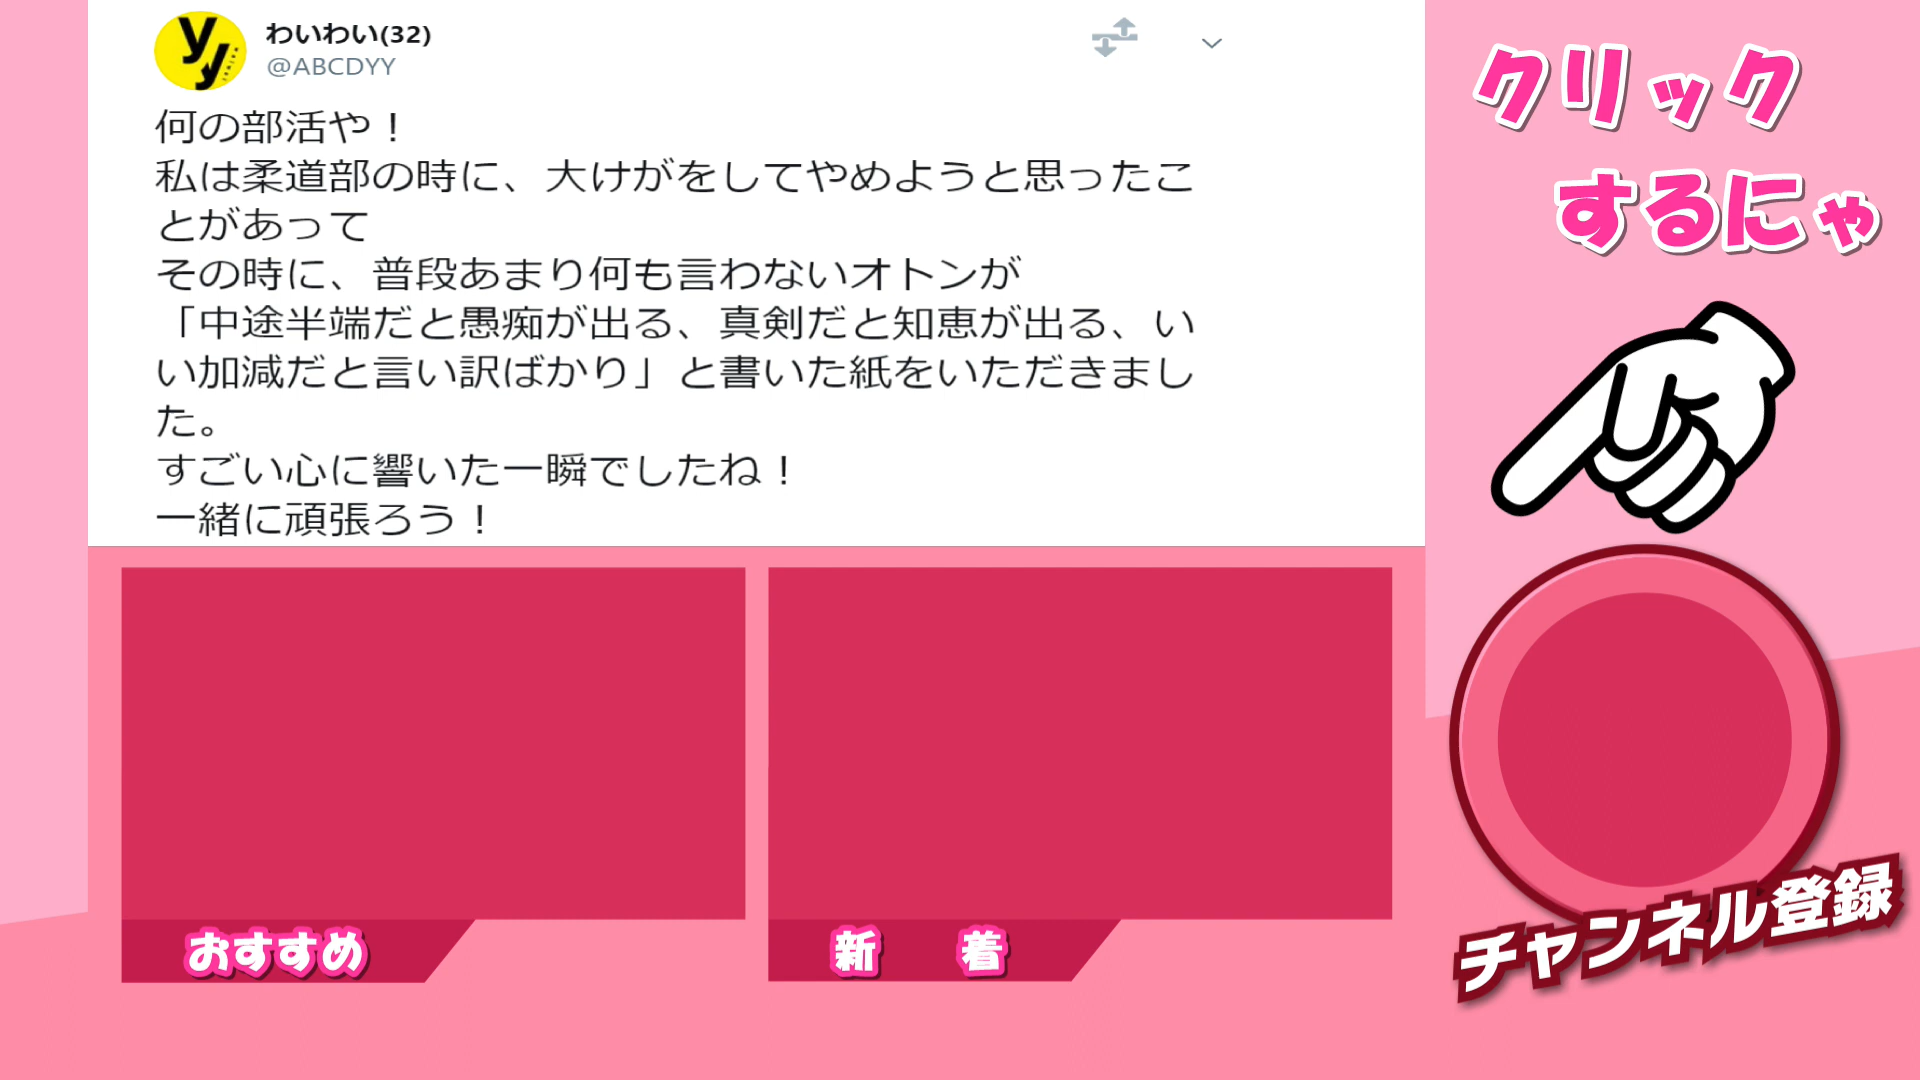 わいわい(32)
@ABCDYY
何の部活や！
私は柔道部の時に、大けがをしてやめようと思ったこ
とがあって
その時に、普段あまり何も言わないオトンが
「中途半端だと愚痴が出る、真剣だと知恵が出る、い
い加減だと言い訳ばかり」と書いた紙をいただきまし
た。
すごい心に響いた一瞬でしたね！
一緒に頑張ろう！
クリック
するにゃ
おすすめ
新 着
チャンネル登録